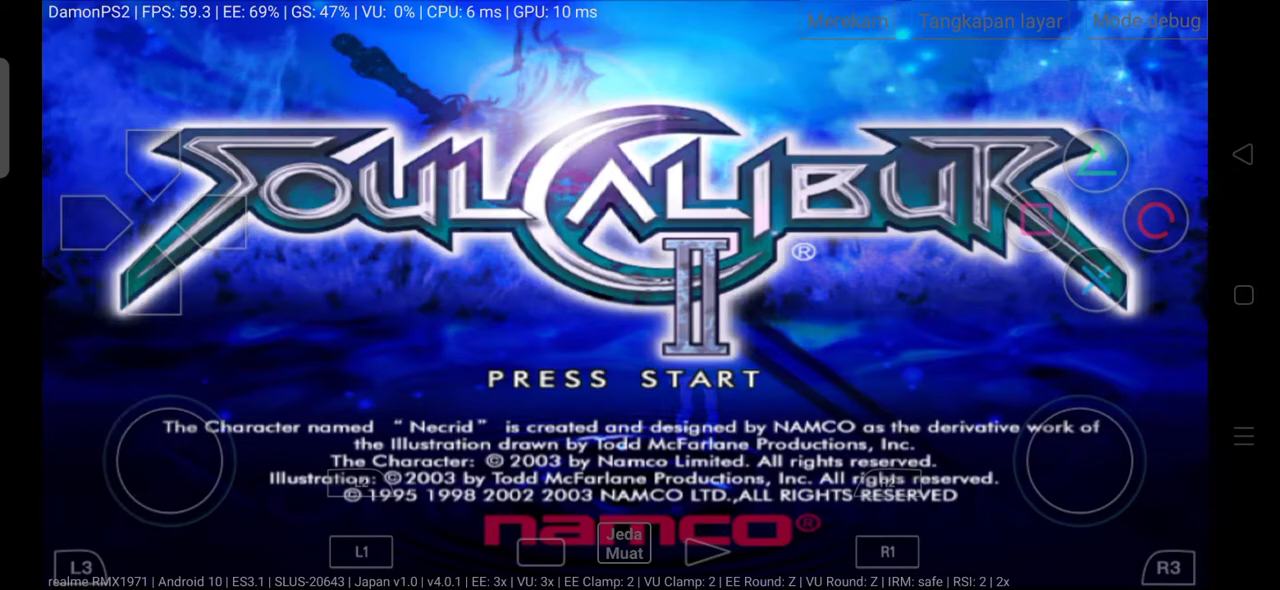 DamonPS2 | FPS: 59.3 | EE: 69% | GS: 47% | VU: 0% | CPU: 6 ms | GPU: 10 ms
Merekam Tangkapan layar Mode debug
SOULCALIBUR
II ®
PRESS START
The Character named “Necrid” is created and designed by NAMCO as the derivative work of
the Illustration drawn by Todd McFarlane Productions, Inc.
The Character: © 2003 by Namco Limited. All rights reserved.
Illustration: ©2003 by Todd McFarlane Productions, Inc. All rights reserved.
© 1995 1998 2002 2003 NAMCO LTD.,ALL RIGHTS RESERVED
namco®
L1 Jeda R1
Muat
L3 R3
realme RMX1971 | Android 10 | ES3.1 | SLUS-20643 | Japan v1.0 | v4.0.1 | EE: 3x | VU: 3x | EE Clamp: 2 | VU Clamp: 2 | EE Round: Z | VU Round: Z | IRM: safe | RSI: 2 | 2x